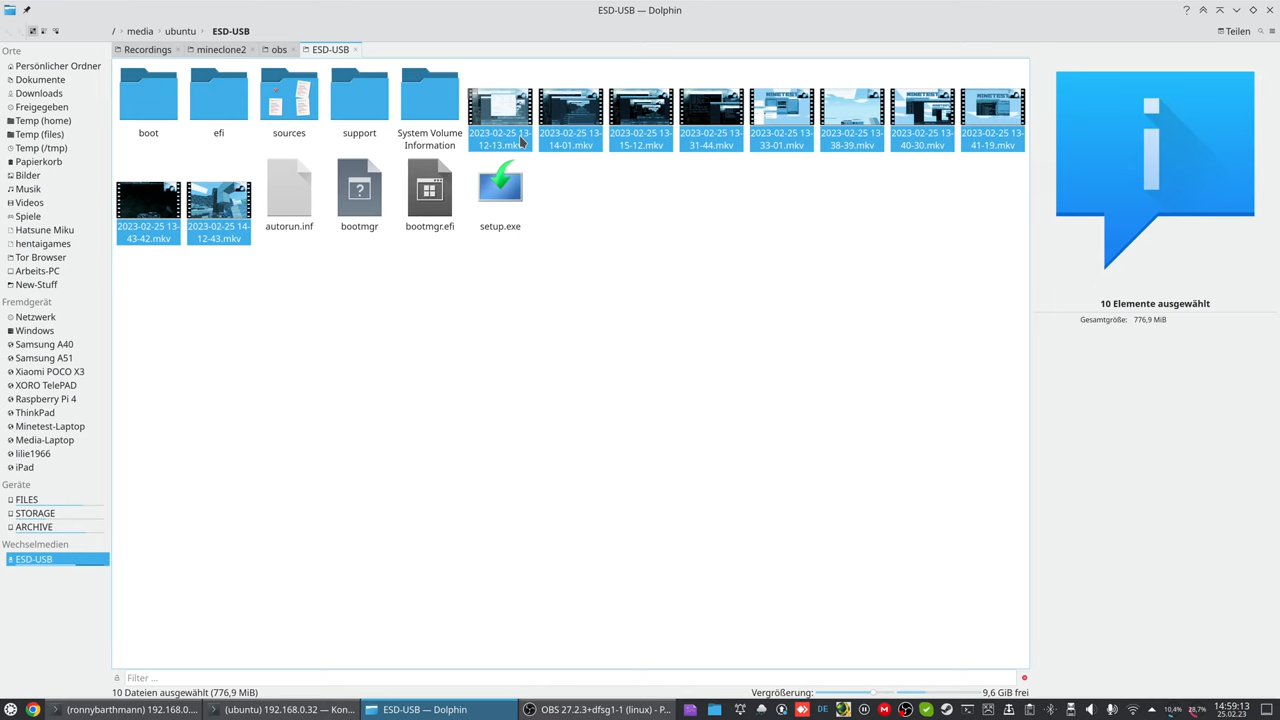 ESD-USB — Dolphin
/ media ubuntu ESD-USB
Teilen
Recordings mineclone2 obs ESD-USB
Orte
Persönlicher Ordner
Dokumente
Downloads
Freigegeben
Temp (home)
Temp (files)
Temp (/tmp)
Papierkorb
Bilder
Musik
Videos
Spiele
Hatsune Miku
hentaigames
Tor Browser
Arbeits-PC
New-Stuff
Fremdgerät
Netzwerk
Windows
Samsung A40
Samsung A51
Xiaomi POCO X3
XORO TelePAD
Raspberry Pi 4
ThinkPad
Minetest-Laptop
Media-Laptop
lilie1966
iPad
Geräte
FILES
STORAGE
ARCHIVE
Wechselmedien
ESD-USB
boot
efi
sources
support
System Volume
Information
2023-02-25 13-
12-13.mkv
2023-02-25 13-
14-01.mkv
2023-02-25 13-
15-12.mkv
2023-02-25 13-
31-44.mkv
2023-02-25 13-
33-01.mkv
2023-02-25 13-
38-39.mkv
2023-02-25 13-
40-30.mkv
2023-02-25 13-
41-19.mkv
2023-02-25 13-
43-42.mkv
2023-02-25 14-
12-43.mkv
autorun.inf
bootmgr
bootmgr.efi
setup.exe
10 Elemente ausgewählt
Gesamtgröße: 776,9 MiB
Filter ...
10 Dateien ausgewählt (776,9 MiB)
Vergrößerung:
9,6 GiB frei
(ronnybarthmann) 192.168.0....
(ubuntu) 192.168.0.32 — Kon...
ESD-USB — Dolphin
OBS 27.2.3+dfsg1-1 (linux) - P...
DE
10,4%
28,7%
14:59:13
25.02.23